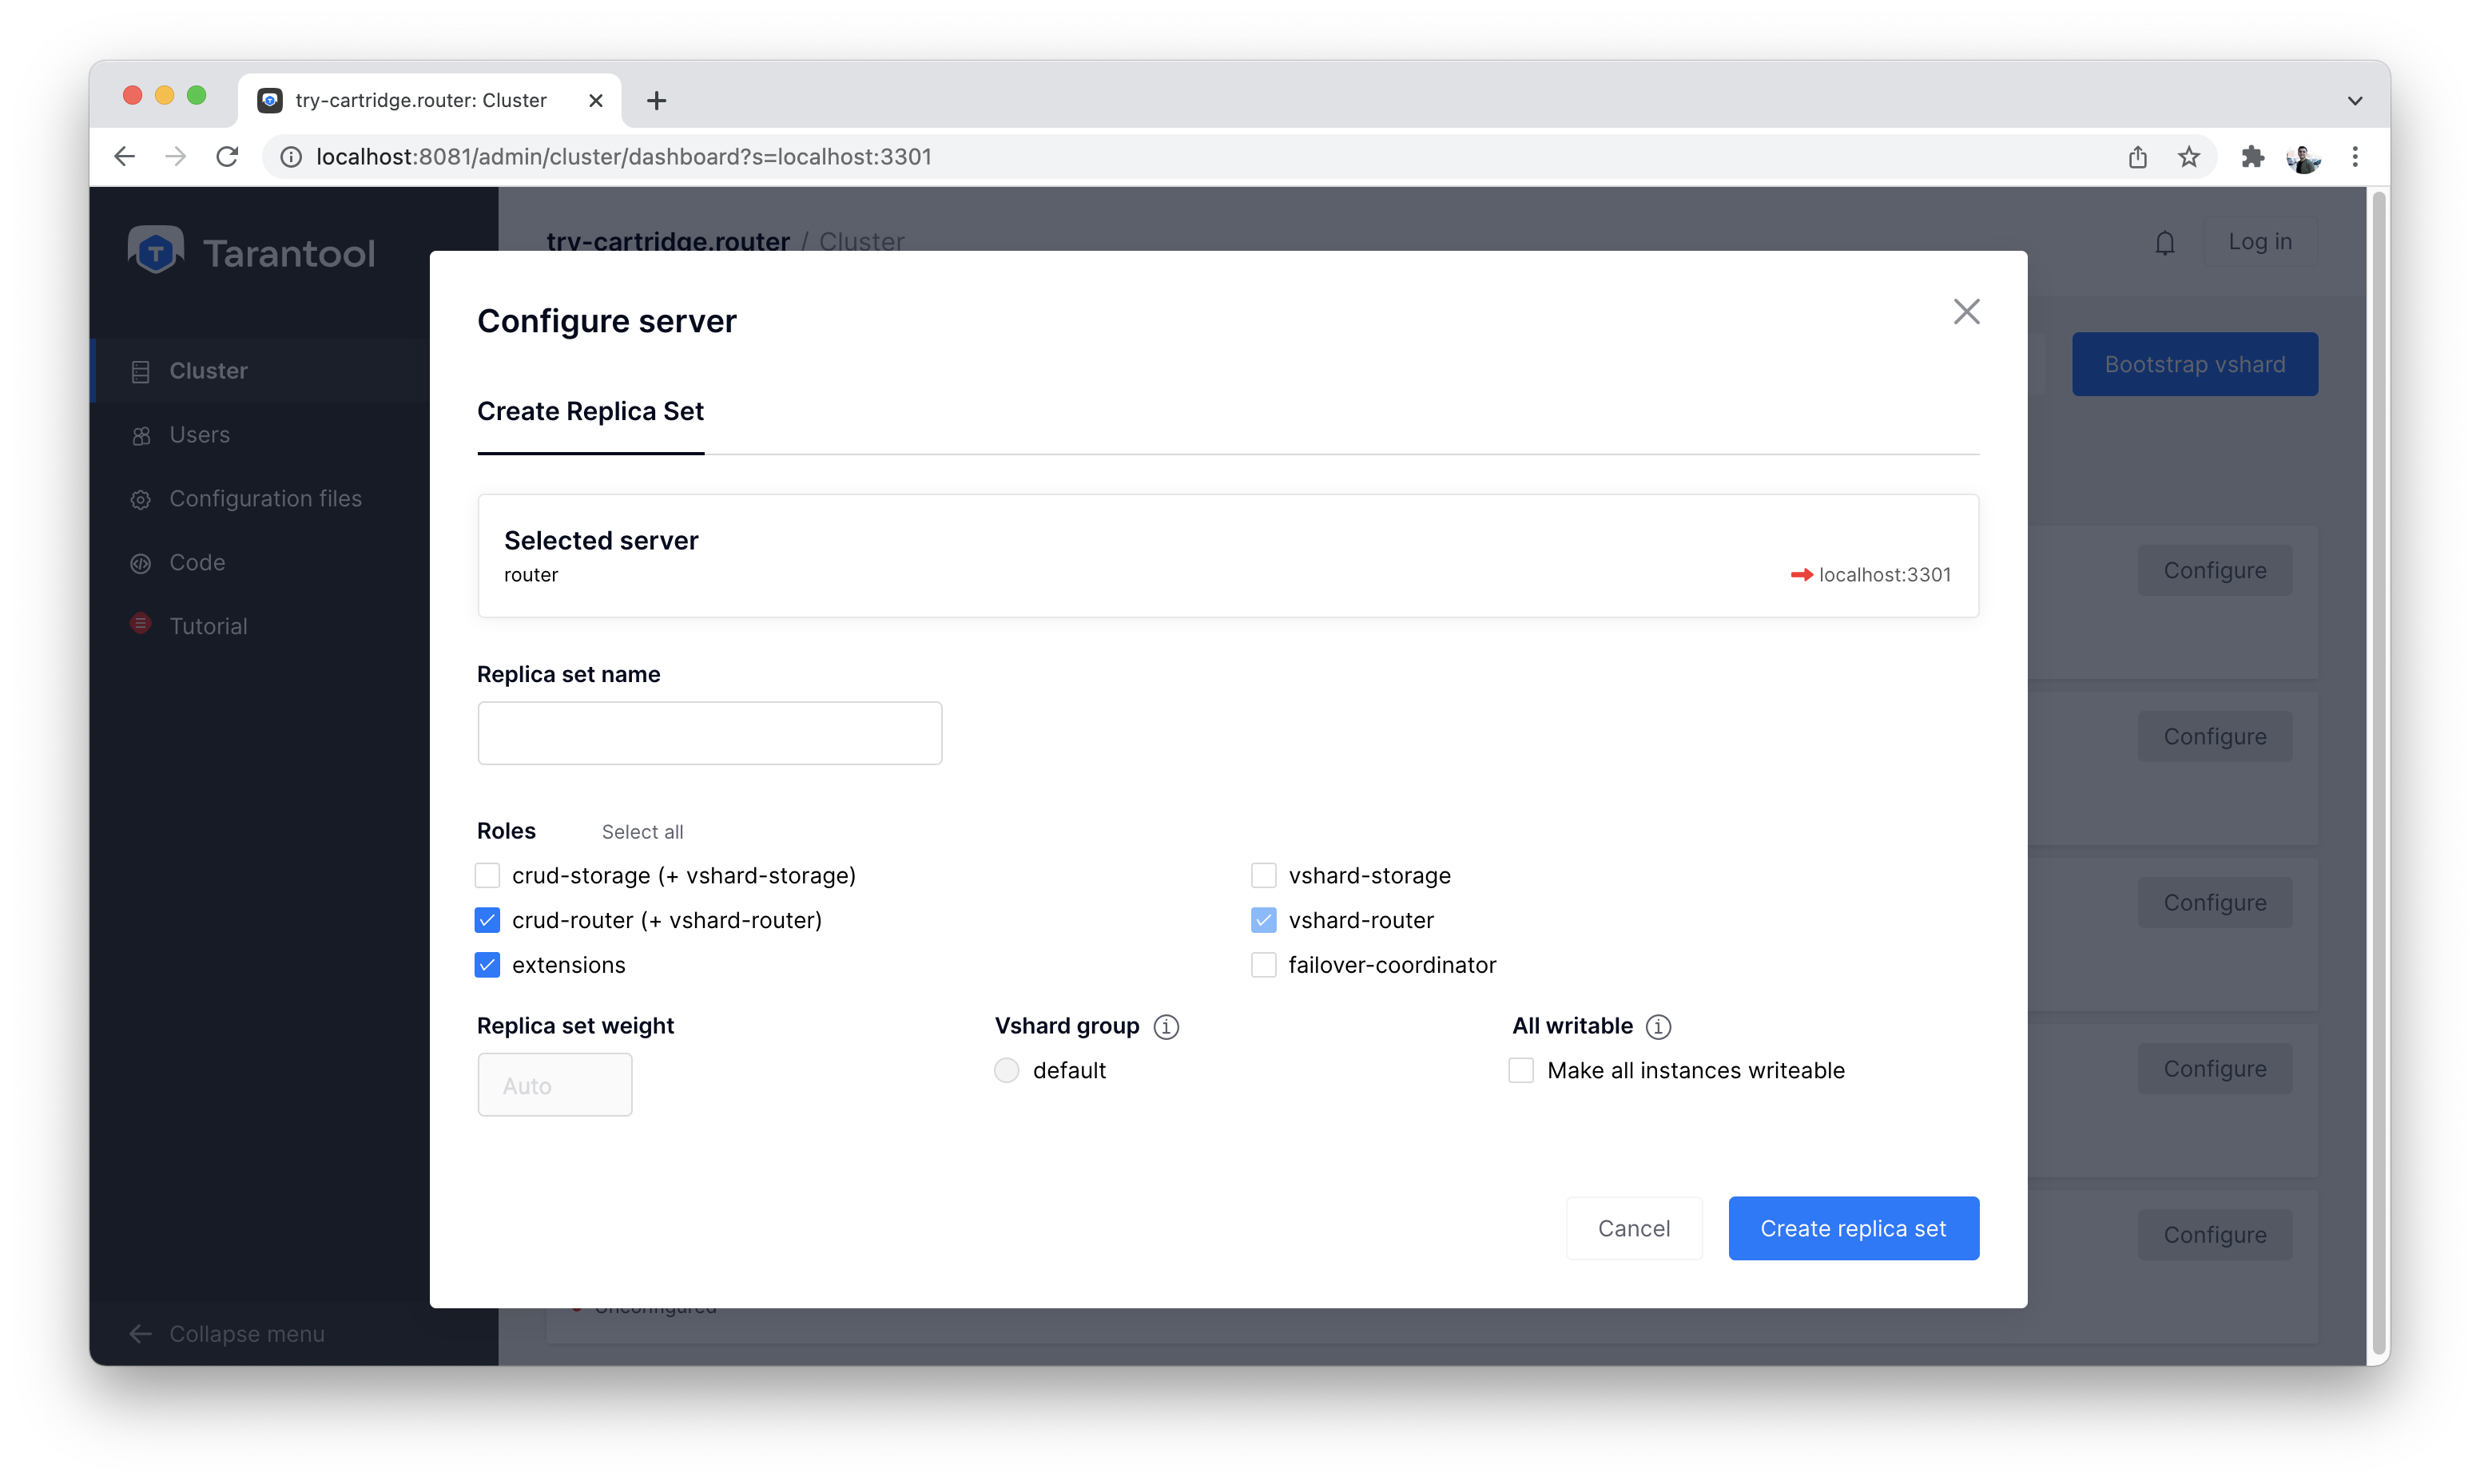 try-cartridge.router: Cluster
localhost:8081/admin/cluster/dashboard?s=localhost:3301
Tarantool
try-cartridge.router / Cluster
Log in
Configure server
Bootstrap vshard
Cluster
Create Replica Set
Users
Configuration files
Selected server
router
localhost:3301
Configure
Code
Tutorial
Replica set name
Configure
Roles
Select all
crud-storage (+ vshard-storage)
vshard-storage
Configure
crud-router (+ vshard-router)
vshard-router
extensions
failover-coordinator
Replica set weight
Vshard group
All writable
Auto
default
Make all instances writeable
Configure
Cancel
Create replica set
Configure
Unconfigured
Collapse menu